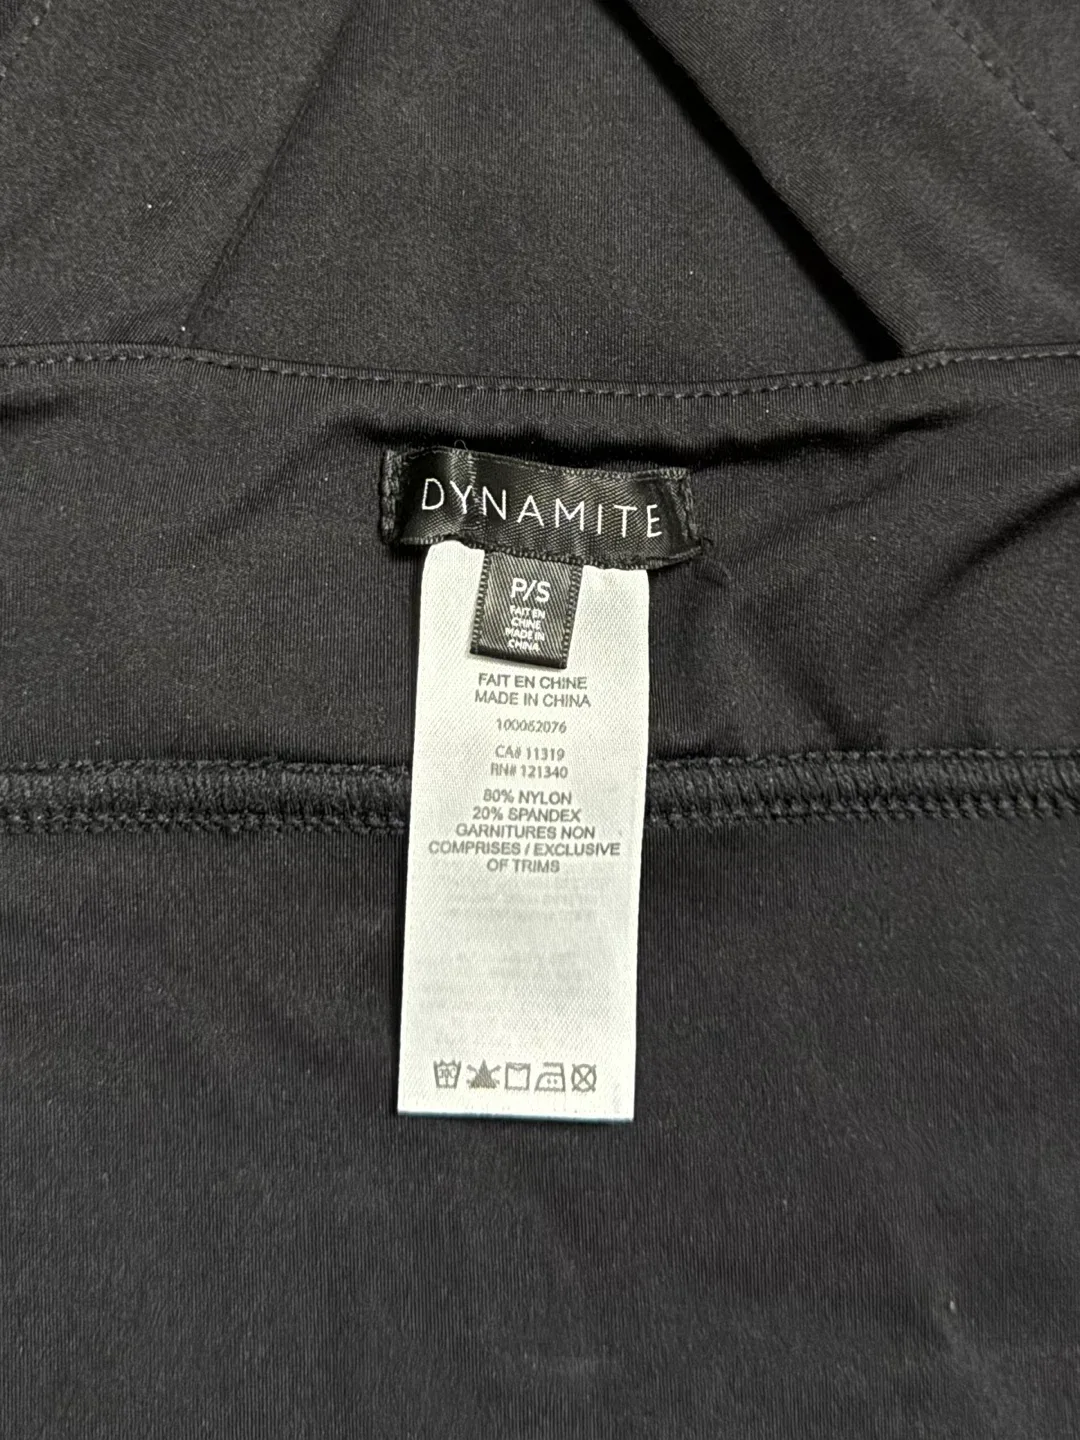 DYNAMITE
P/S
FAIT EN
CHINE
MADE IN
CHINA
FAIT EN CHINE
MADE IN CHINA
100062076
CA# 11319
RN# 121340
80% NYLON
20% SPANDEX
GARNITURES NON
COMPRISES / EXCLUSIVE
OF TRIMS